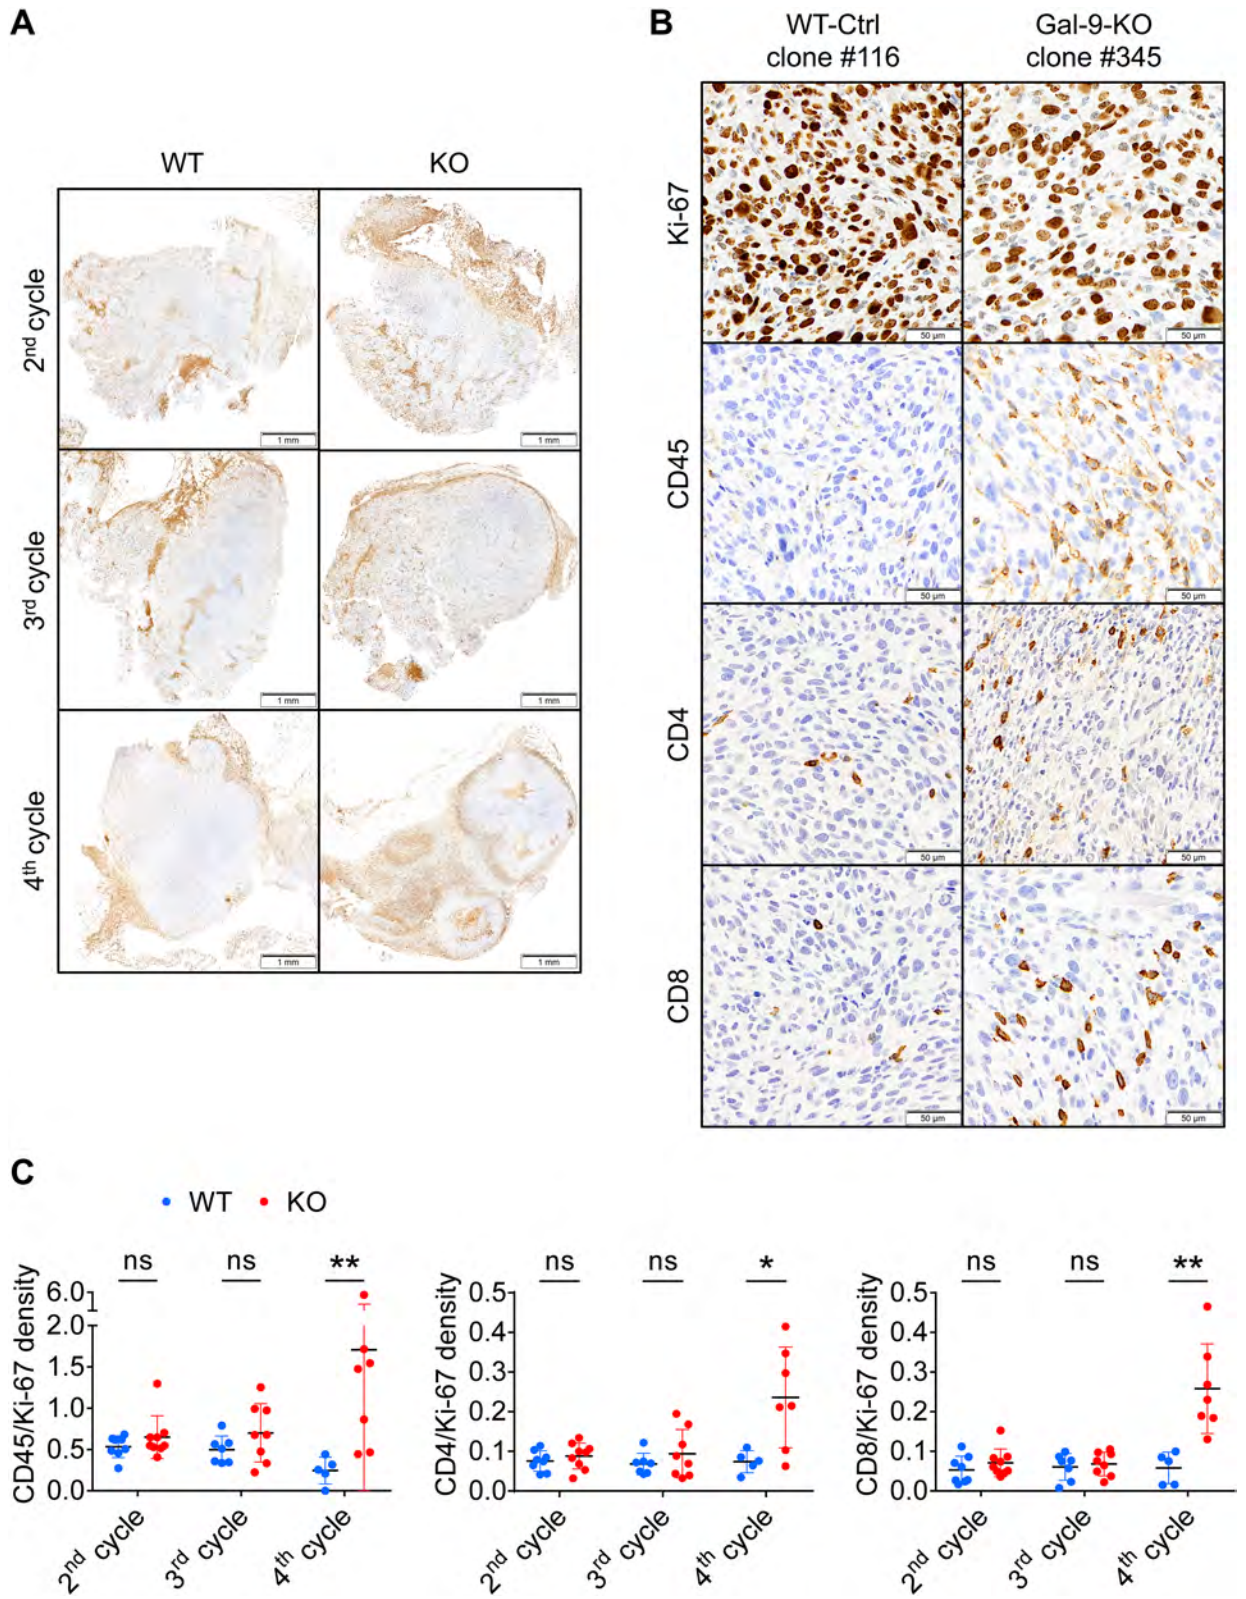 A
WT KO
2nd cycle
1 mm 1 mm
3rd cycle
1 mm 1 mm
4th cycle
1 mm 1 mm
B
WT-Ctrl Gal-9-KO
clone #116 clone #345
Ki-67
50 µm 50 µm
CD45
50 µm 50 µm
CD4
50 µm 50 µm
CD8
50 µm 50 µm
C
WT KO
CD45/Ki-67 density
ns ns **
6.0
2.0
1.5
1.0
0.5
0.0
2nd cycle 3rd cycle 4th cycle
CD4/Ki-67 density
ns ns *
0.5
0.4
0.3
0.2
0.1
0.0
2nd cycle 3rd cycle 4th cycle
CD8/Ki-67 density
ns ns **
0.5
0.4
0.3
0.2
0.1
0.0
2nd cycle 3rd cycle 4th cycle